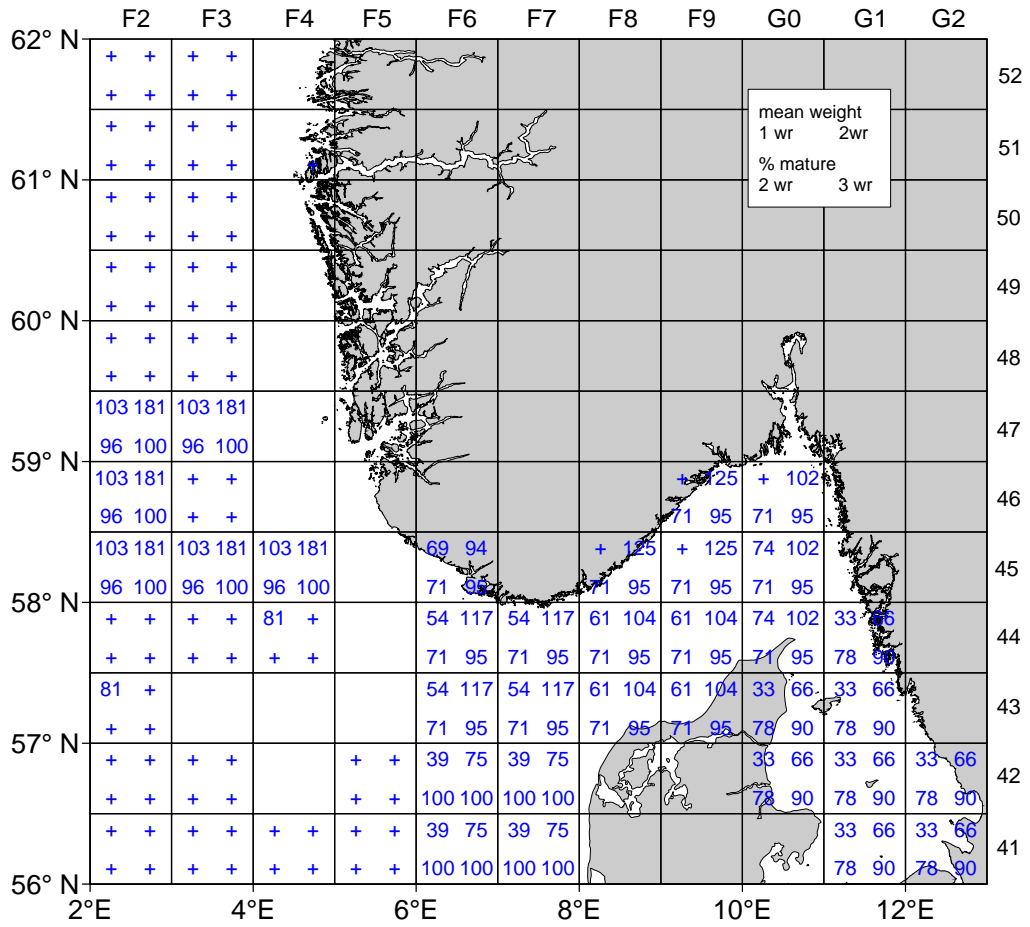 F2 F3 F4 F5 F6 F7 F8 F9 G0 G1 G2
62° N
+ + + + 52
+ + + +
mean weight
1 wr 2wr
% mature
2 wr 3 wr
+ + + +
51
+ + + + +
61° N
+ + + +
50
+ + + +
+ + + +
49
+ + + +
60° N
+ + + +
48
+ + + +
103 181 103 181
47
96 100 96 100
59° N
103 181 + + + 125 + 102
46
96 100 + + 71 95 71 95
103 181 103 181 103 181 69 94 + 125 + 125 74 102
45
96 100 96 100 96 100 71 95 71 95 71 95 71 95
58° N
+ + + + 81 + 54 117 54 117 61 104 61 104 74 102 33 66
44
+ + + + + + 71 95 71 95 71 95 71 95 71 95 78 90
81 + 54 117 54 117 61 104 61 104 33 66 33 66
43
+ + 71 95 71 95 71 95 71 95 78 90 78 90
57° N
+ + + + + + 39 75 39 75 33 66 33 66 33 66
42
+ + + + + + 100 100 100 100 78 90 78 90 78 90
+ + + + + + + + 39 75 39 75 33 66 33 66
41
+ + + + + + + + 100 100 100 100 78 90 78 90
56° N
2°E 4°E 6°E 8°E 10°E 12°E